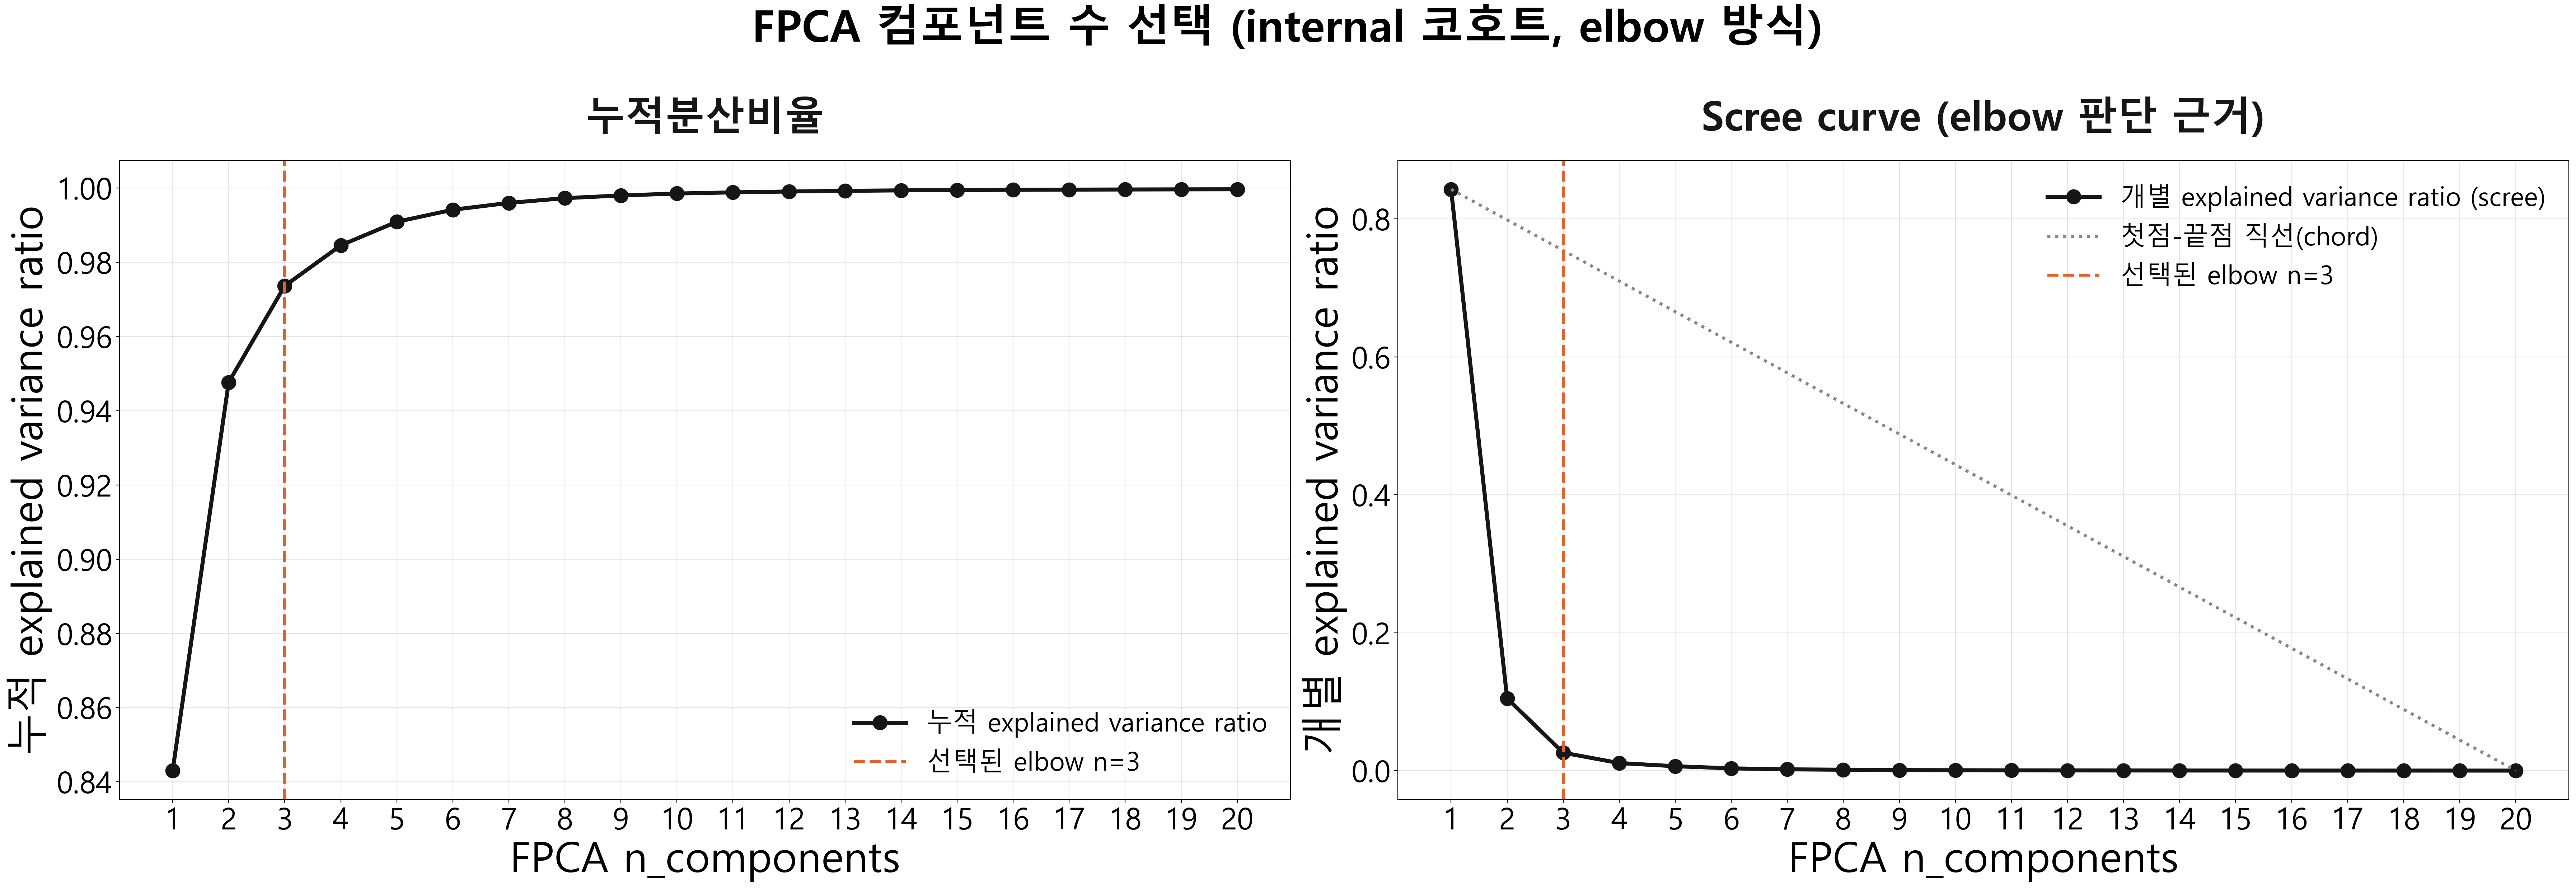 FPCA 컴포넌트 수 선택 (internal 코호트, elbow 방식)
누적분산비율
누적 explained variance ratio
1.00
0.98
0.96
0.94
0.92
0.90
0.88
0.86
0.84
누적 explained variance ratio
선택된 elbow n=3
1 2 3 4 5 6 7 8 9 10 11 12 13 14 15 16 17 18 19 20
FPCA n_components
Scree curve (elbow 판단 근거)
개별 explained variance ratio
0.8
0.6
0.4
0.2
0.0
개별 explained variance ratio (scree)
첫점-끝점 직선(chord)
선택된 elbow n=3
1 2 3 4 5 6 7 8 9 10 11 12 13 14 15 16 17 18 19 20
FPCA n_components